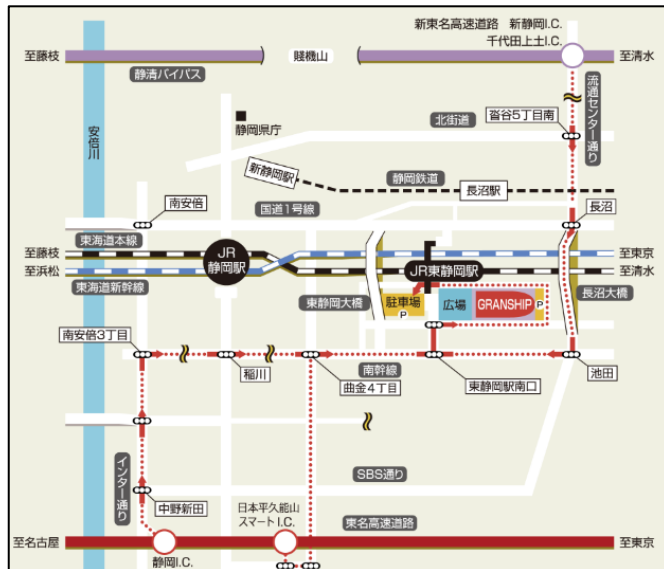 新東名高速道路 新静岡I.C.
千代田上土I.C.
至藤枝
賤機山
至清水
静清バイパス
流通センター通り
沓谷5丁目南
北街道
静岡県庁
安倍川
新静岡駅
静岡鉄道
長沼駅
南安倍
国道1号線
長沼
東海道本線
至藤枝
至東京
JR
静岡駅
JR東静岡駅
至浜松
至清水
東海道新幹線
東静岡大橋
駐車場
P
広場
GRANSHIP
P
長沼大橋
南安倍3丁目
稲川
南幹線
曲金4丁目
東静岡駅南口
池田
インター通り
SBS通り
中野新田
日本平久能山
スマートI.C.
東名高速道路
至名古屋
至東京
静岡I.C.